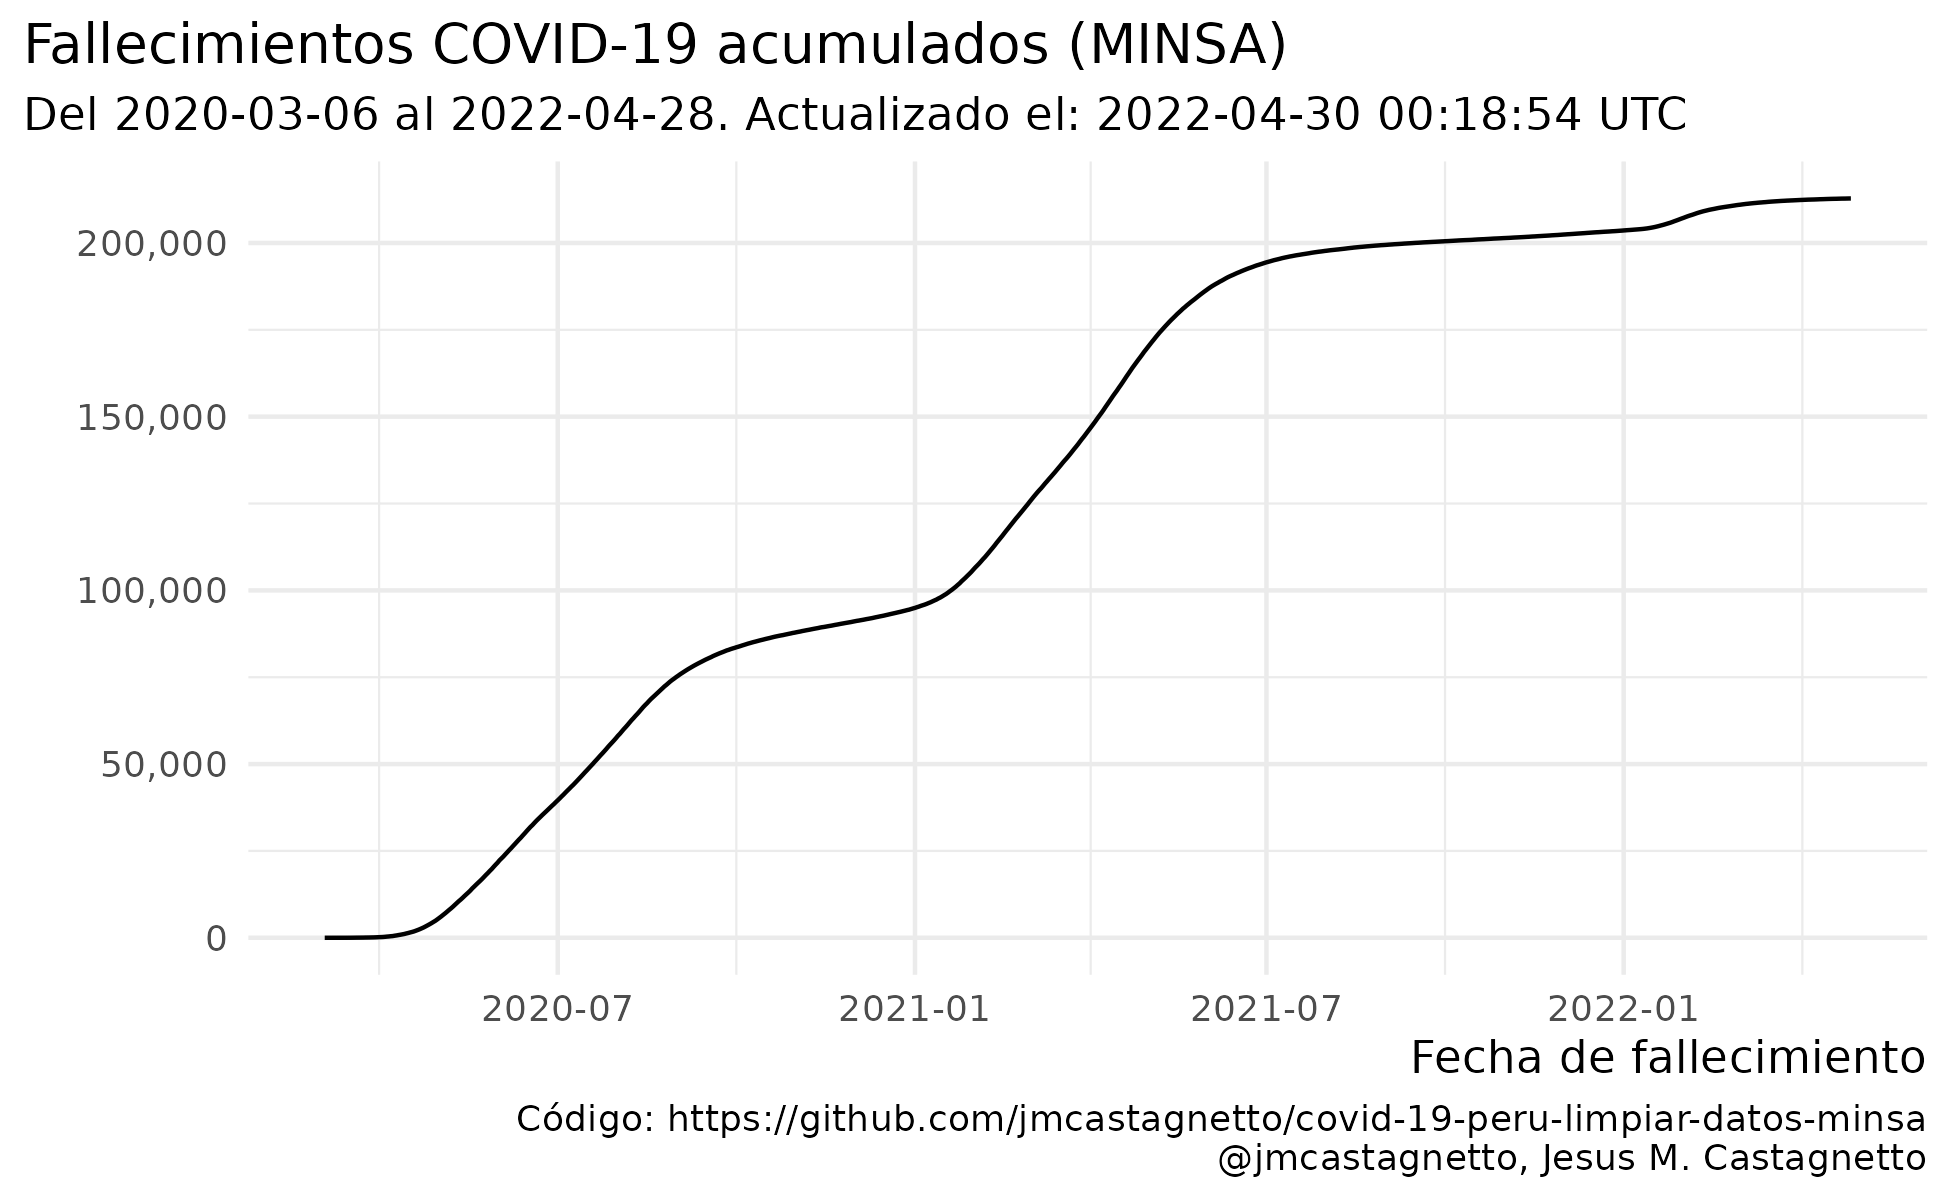 Fallecimientos COVID-19 acumulados (MINSA)
Del 2020-03-06 al 2022-04-28. Actualizado el: 2022-04-30 00:18:54 UTC
200,000
150,000
100,000
50,000
0
2020-07
2021-01
2021-07
2022-01
Fecha de fallecimiento
Código: https://github.com/jmcastagnetto/covid-19-peru-limpiar-datos-minsa
@jmcastagnetto, Jesus M. Castagnetto